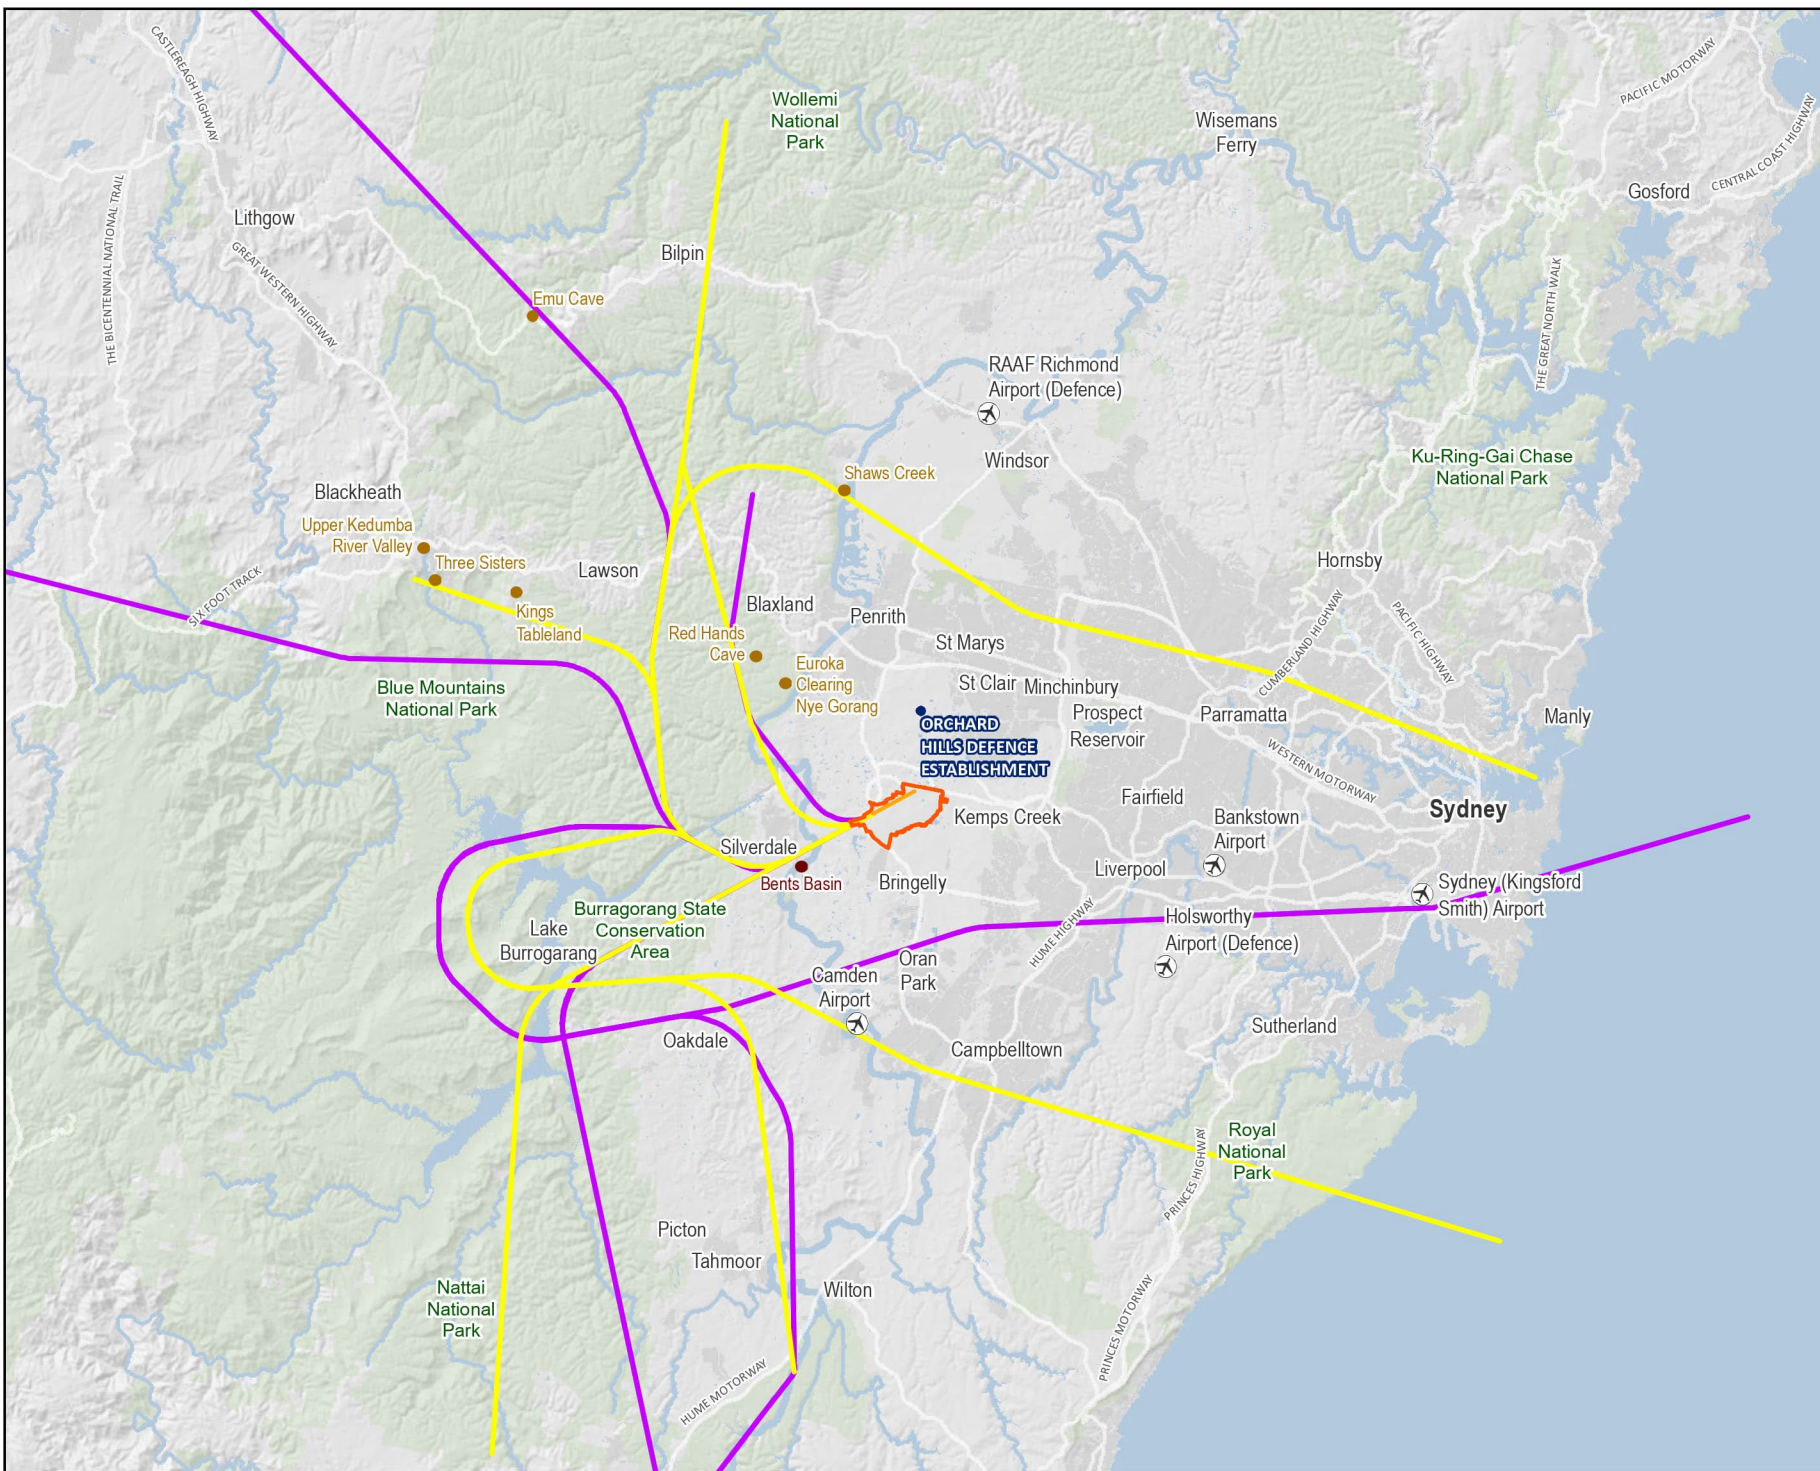 CASTLEREAGH HIGHWAY
PACIFIC MOTORWAY
Wollemi
National
Park
Wisemans
Ferry
CENTRAL COAST HIGHWAY
THE BICENTENNIAL NATIONAL TRAIL
Lithgow
Gosford
GREAT WESTERN HIGHWAY
Bilpin
THE GREAT NORTH WALK
Emu Cave
RAAF Richmond
Airport (Defence)
Windsor
Ku-Ring-Gai Chase
National Park
Shaws Creek
Blackheath
Upper Kedumba
River Valley
Three Sisters
Lawson
Hornsby
SIX FOOT TRACK
Kings
Tableland
Blaxland
Penrith
PACIFIC HIGHWAY
CUMBERLAND HIGHWAY
Red Hands
Cave
St Marys
Euroka
Clearing
Nye Gorang
St Clair
Minchinbury
Blue Mountains
National Park
Prospect
Reservoir
Parramatta
Manly
ORCHARD
HILLS DEFENCE
ESTABLISHMENT
WESTERN MOTORWAY
Fairfield
Sydney
Kemps Creek
Bankstown
Airport
Silverdale
Liverpool
Bents Basin
Bringelly
Sydney (Kingsford
Smith) Airport
Burragorang State
Conservation
Area
Lake
Burrogarang
HUME HIGHWAY
Holsworthy
Airport (Defence)
Oran
Park
Camden
Airport
Oakdale
Sutherland
Campbelltown
Royal
National
Park
PRINCES HIGHWAY
Picton
Tahmoor
Wilton
Nattai
National
Park
PRINCES MOTORWAY
HUME MOTORWAY